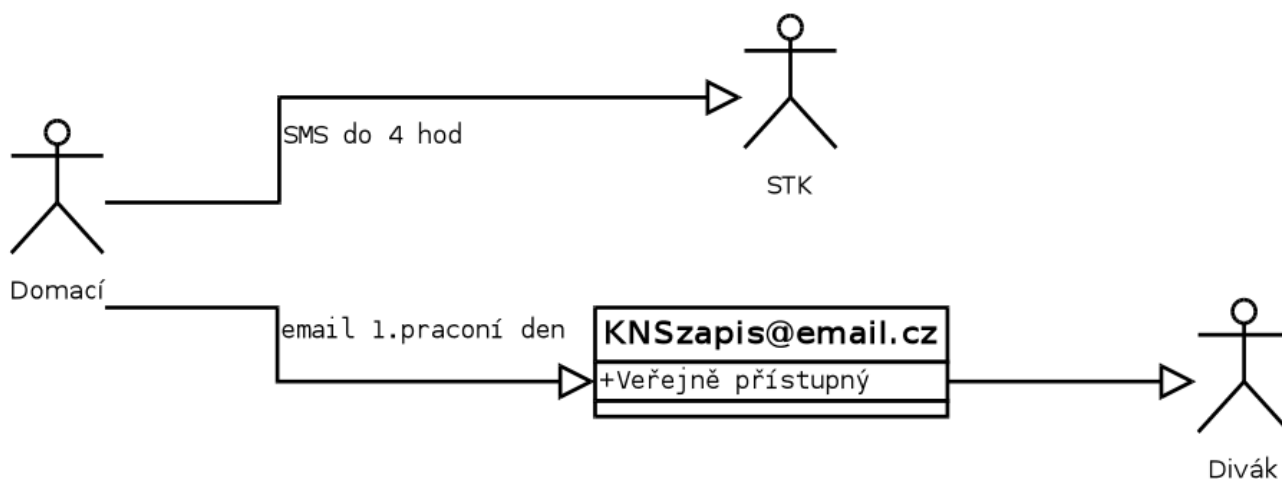 SMS do 4 hod
STK
Domací
email 1.praconí den
KNSzapis@email.cz
+Veřejně přístupný
Divák